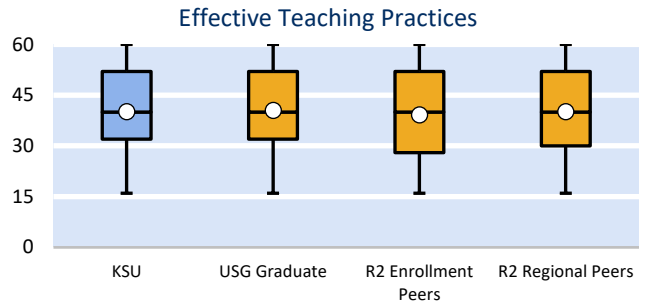 Effective Teaching Practices
60
45
30
15
0
KSU
USG Graduate
R2 Enrollment
Peers
R2 Regional Peers